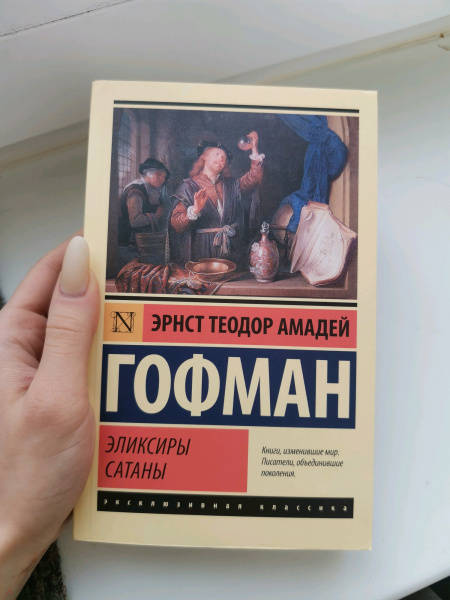 N
ЭРНСТ ТЕОДОР АМАДЕЙ
ГОФМАН
ЭЛИКСИРЫ
САТАНЫ
Книги, изменившие мир.
Писатели, объединившие
поколения.
эксклюзивная классика